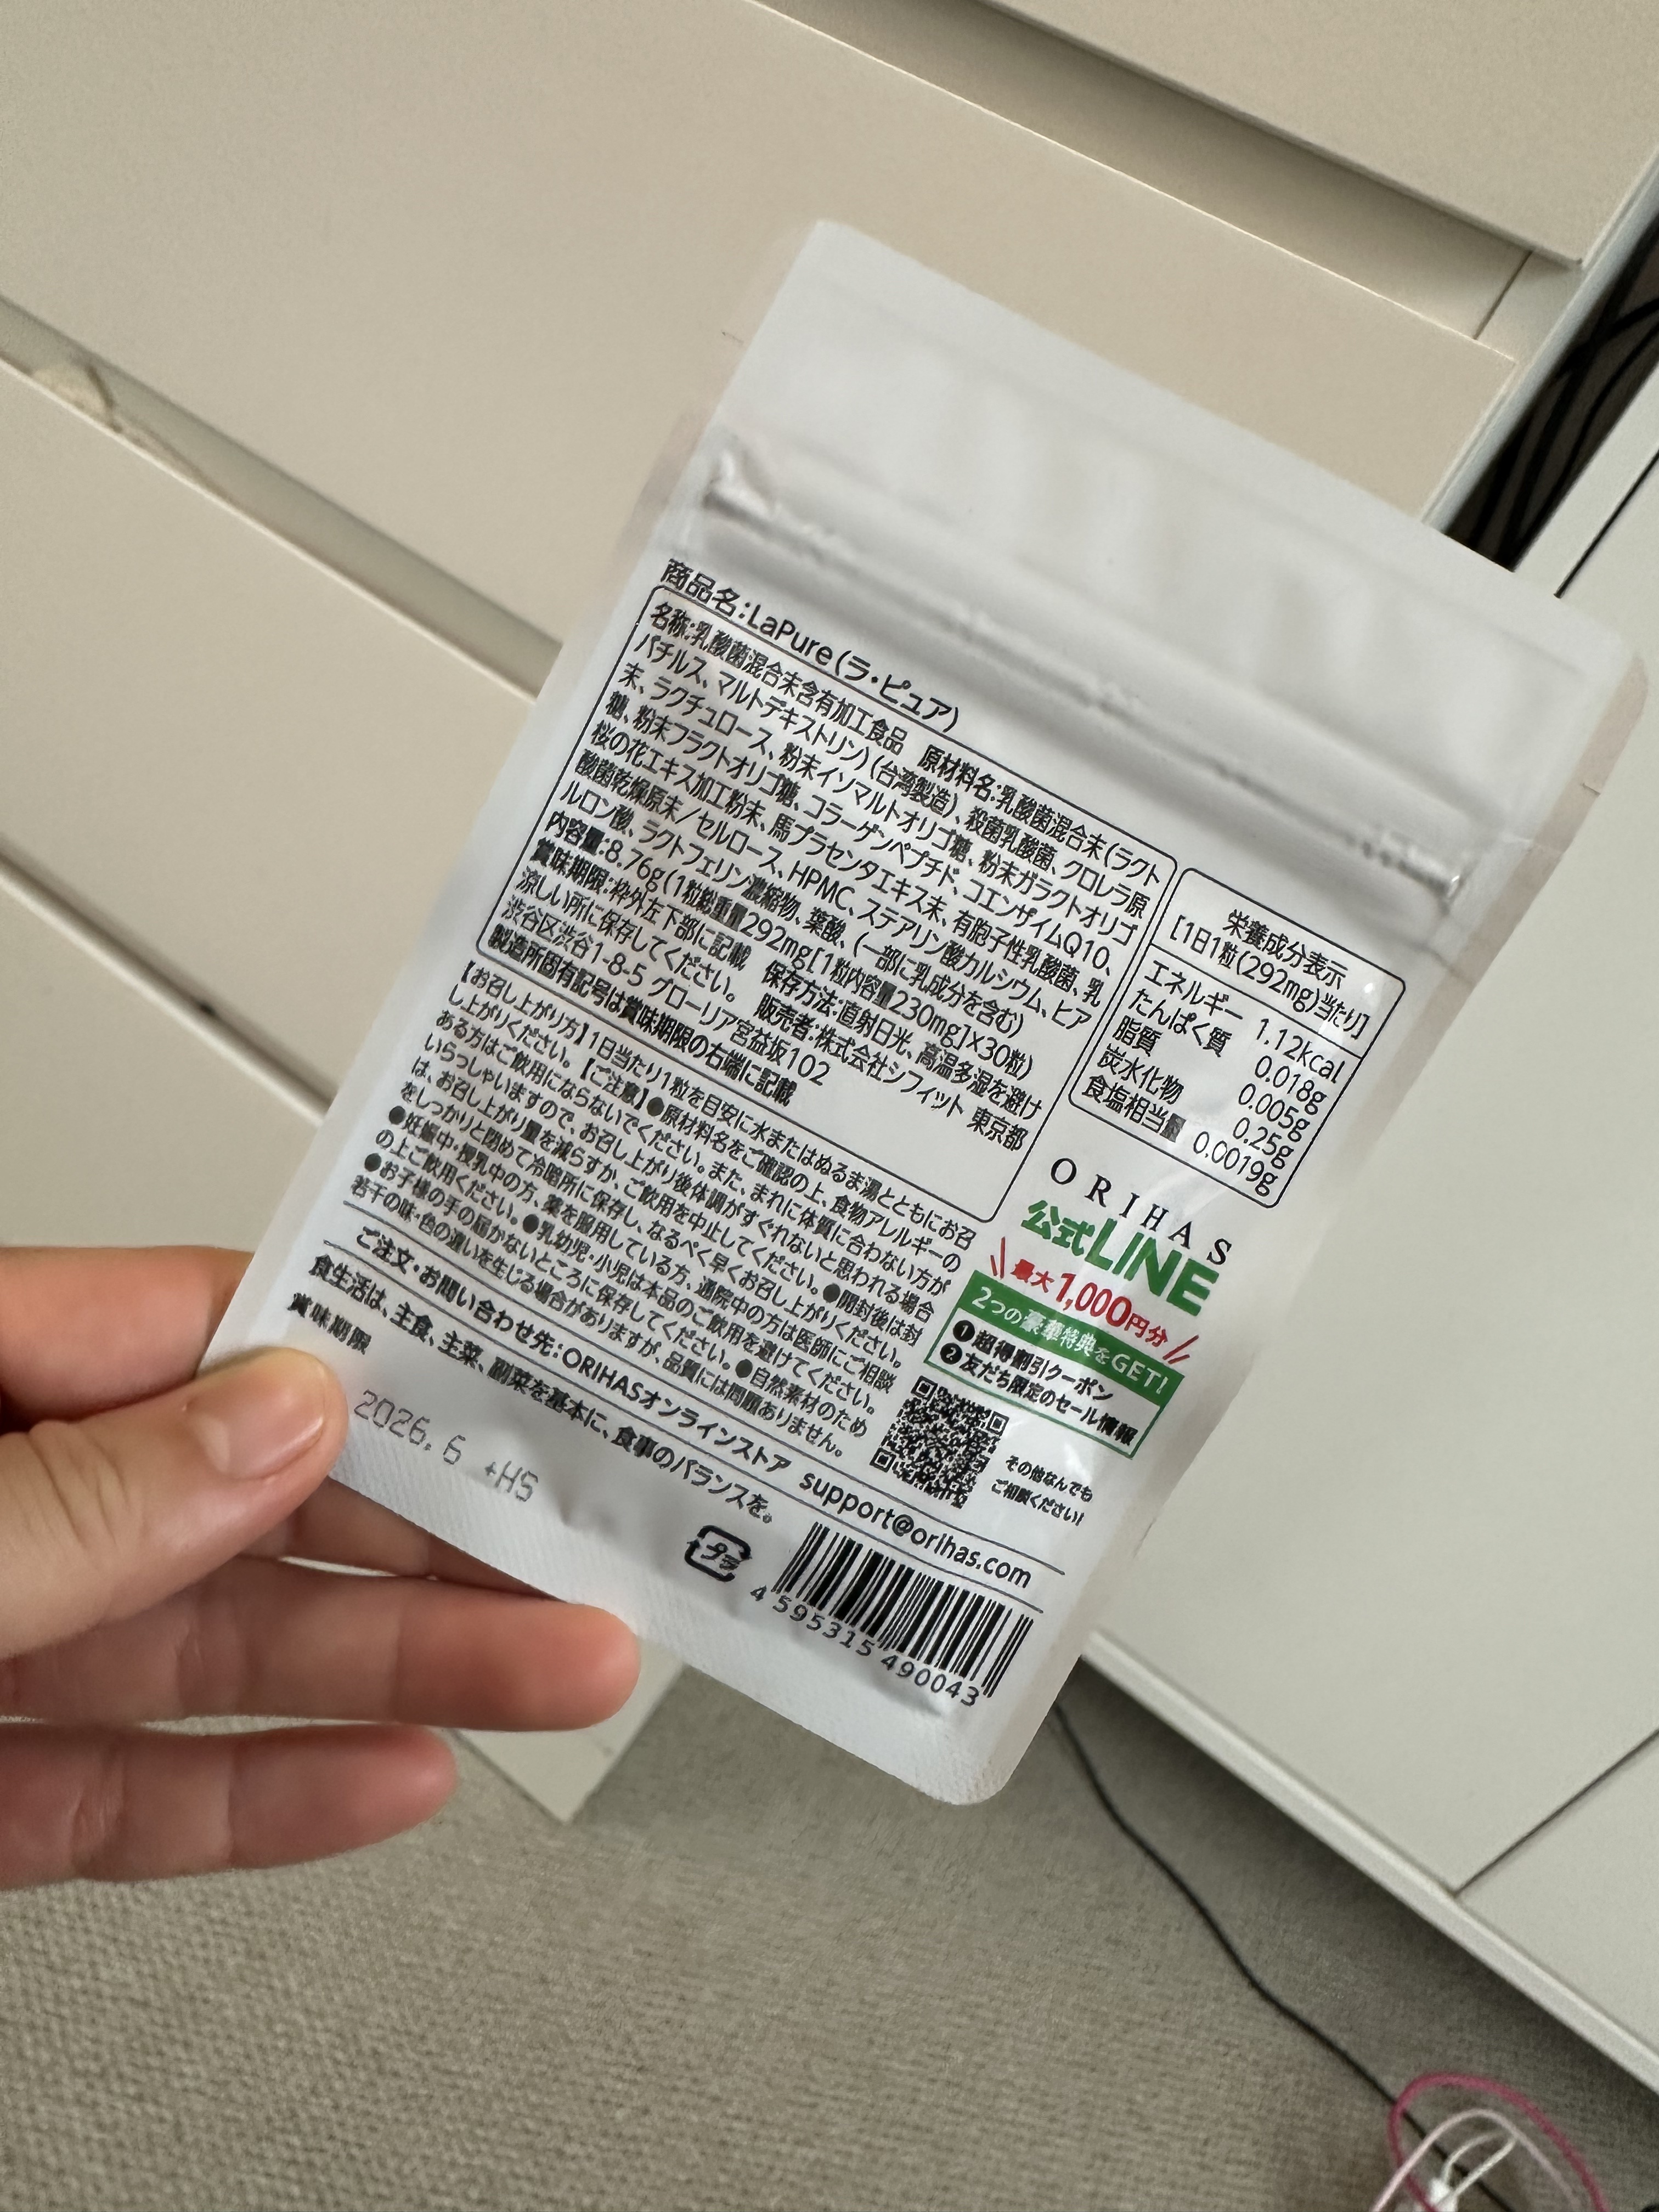 商品名:LaPure(ラ・ピュア)
名称:乳酸菌混合末含有加工食品 原材料名:乳酸菌混合末(ラクト
バチルス、マルトデキストリン)(台湾製造)、殺菌乳酸菌、クロレラ原
末、ラクチュロース、粉末イソマルトオリゴ糖、粉末ガラクトオリゴ
糖、粉末フラクトオリゴ糖、コラーゲンペプチド、コエンザイムQ10、
桜の花エキス加工粉末、馬プラセンタエキス末、有胞子性乳酸菌、乳
酸菌乾燥原末/セルロース、HPMC、ステアリン酸カルシウム、ヒア
ルロン酸、ラクトフェリン濃縮物、葉酸、(一部に乳成分を含む)
内容量:8.76g(1粒総重量292mg[1粒内容量230mg]×30粒)
賞味期限:枠外左下部に記載 保存方法:直射日光、高温多湿を避け
涼しい所に保存してください。 販売者:株式会社シフィット 東京都
渋谷区渋谷1-8-5 グローリア宮益坂102
製造所固有記号は賞味期限の右端に記載
栄養成分表示
[1日1粒(292mg)当たり]
エネルギー 1.12kcal
たんぱく質 0.018g
脂質 0.005g
炭水化物 0.25g
食塩相当量 0.0019g
【お召し上がり方】1日当たり1粒を目安に水またはぬるま湯とともにお召
し上がりください。【ご注意】●原材料名をご確認の上、食物アレルギーの
ある方はご飲用にならないでください。また、まれに体質に合わない方が
いらっしゃいますので、お召し上がり後体調がすぐれないと思われる場合
は、お召し上がり量を減らすか、ご飲用を中止してください。●開封後は封
をしっかりと閉めて冷暗所に保存し、なるべく早くお召し上がりください。
●妊娠中・授乳中の方、薬を服用している方、通院中の方は医師にご相談
の上ご飲用ください。●乳幼児・小児は本品のご飲用を避けてください。
●お子様の手の届かないところに保存してください。●自然素材のため
若干の味・色の違いを生じる場合がありますが、品質には問題ありません。
ORIHAS
公式LINE
最大1,000円分
2つの豪華特典をGET!
❶超得割引クーポン
❷友だち限定のセール情報
その他なんでも
ご相談ください!
ご注文・お問い合わせ先:ORIHASオンラインストア support@orihas.com
食生活は、主食、主菜、副菜を基本に、食事のバランスを。
賞味期限
2026.6 +HS
プラ
4 595315 490043